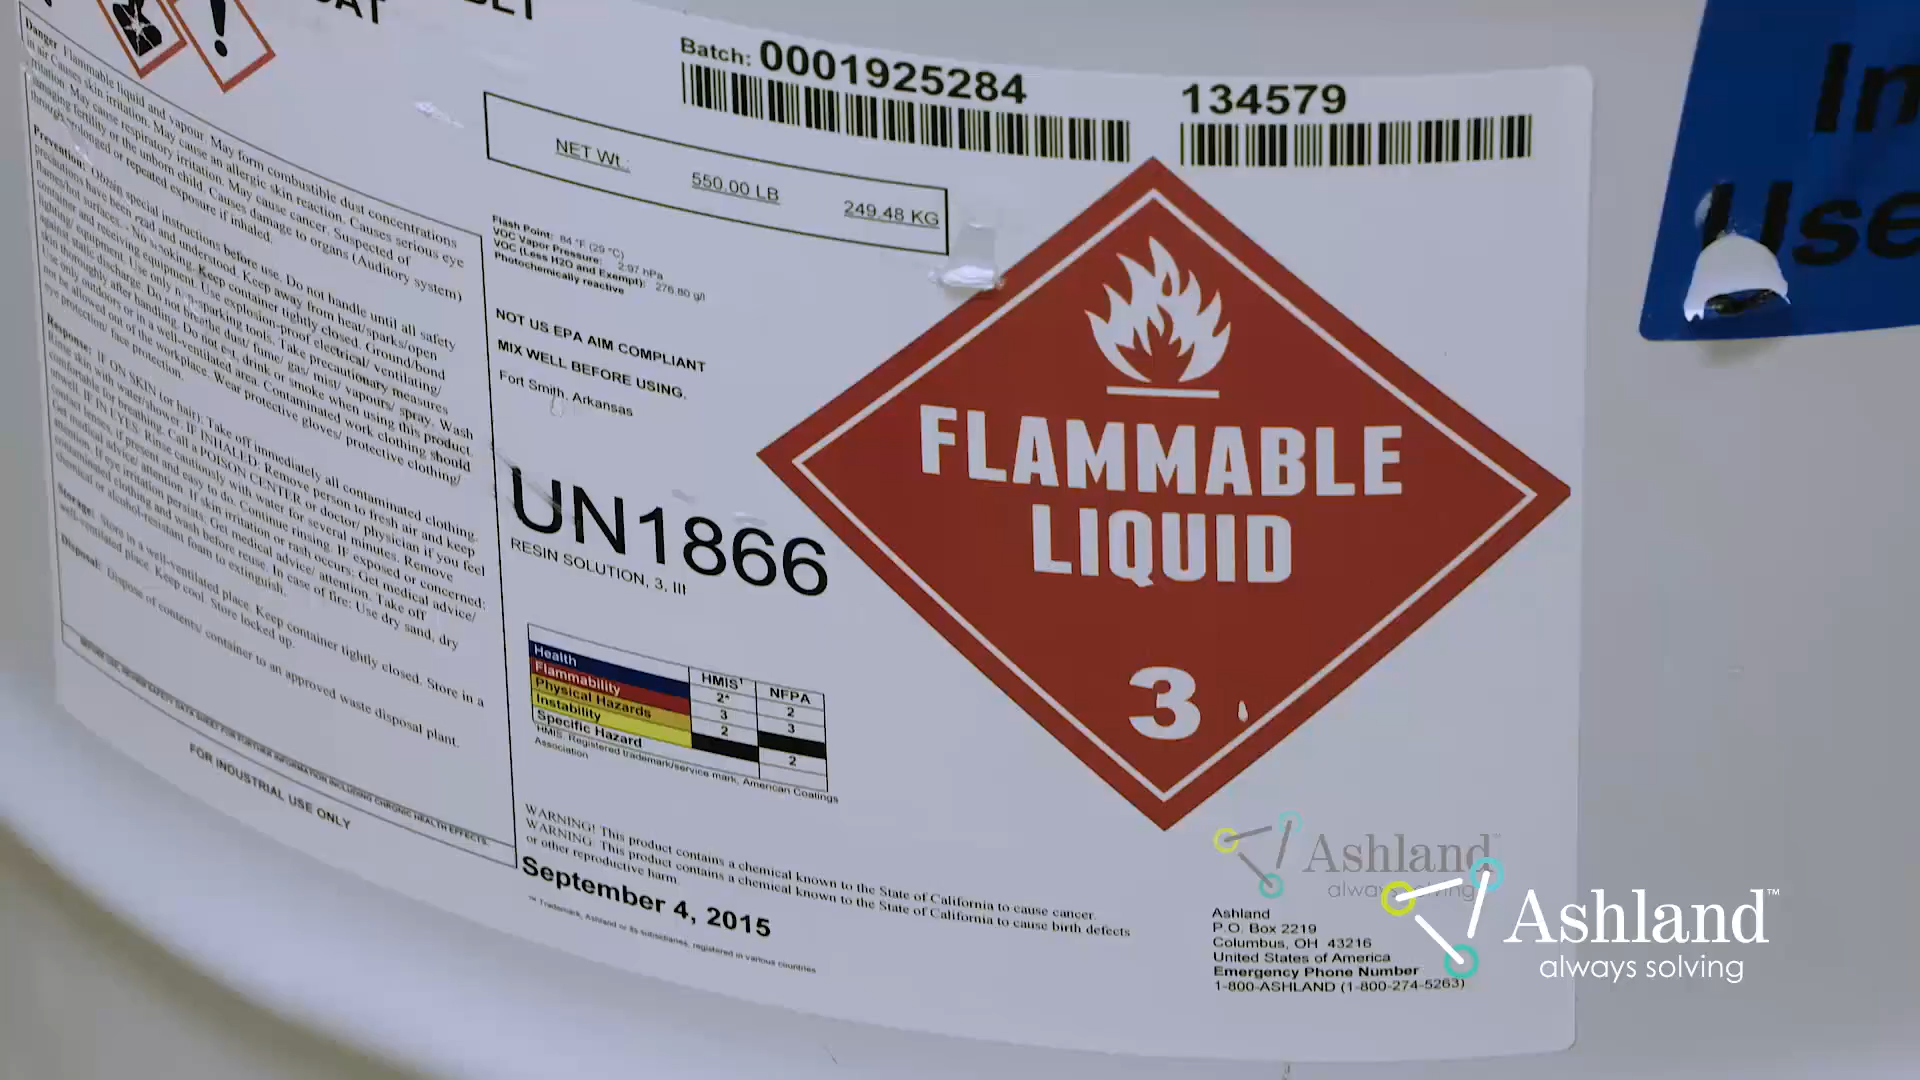 Batch: 0001925284
134579
NET Wt.: 550.00 LB 249.48 KG
Danger Flammable liquid and vapour. May form combustible dust concentrations
in air Causes skin irritation. May cause an allergic skin reaction. Causes serious eye
irritation. May cause respiratory irritation. May cause cancer. Suspected of
damaging fertility or the unborn child. Causes damage to organs (Auditory system)
through prolonged or repeated exposure if inhaled.
Prevention: Obtain special instructions before use. Do not handle until all safety
precautions have been read and understood. Keep away from heat/sparks/open
flames/hot surfaces. - No smoking. Keep container tightly closed. Ground/bond
container and receiving equipment. Use explosion-proof electrical/ ventilating/
lighting/ equipment. Use only non-sparking tools. Take precautionary measures
against static discharge. Do not breathe dust/ fume/ gas/ mist/ vapours/ spray. Wash
skin thoroughly after handling. Do not eat, drink or smoke when using this product.
Use only outdoors or in a well-ventilated area. Contaminated work clothing should
not be allowed out of the workplace. Wear protective gloves/ protective clothing/
eye protection/ face protection.
Response: IF ON SKIN (or hair): Take off immediately all contaminated clothing.
Rinse skin with water/shower. IF INHALED: Remove person to fresh air and keep
comfortable for breathing. Call a POISON CENTER or doctor/ physician if you feel
unwell. IF IN EYES: Rinse cautiously with water for several minutes. Remove
contact lenses, if present and easy to do. Continue rinsing. IF exposed or concerned:
Get medical advice/ attention. If skin irritation or rash occurs: Get medical advice/
attention. If eye irritation persists: Get medical advice/ attention. Take off
contaminated clothing and wash before reuse. In case of fire: Use dry sand, dry
chemical or alcohol-resistant foam to extinguish.
Storage: Store in a well-ventilated place. Keep container tightly closed. Store in a
well-ventilated place. Keep cool. Store locked up.
Disposal: Dispose of contents/ container to an approved waste disposal plant.
BEFORE USE, REVIEW SAFETY DATA SHEET FOR FURTHER INFORMATION INCLUDING CHRONIC HEALTH EFFECTS.
FOR INDUSTRIAL USE ONLY
Flash Point: 84 °F (29 °C)
VOC Vapor Pressure: 2.97 hPa
VOC (Less H2O and Exempt): 276.80 g/l
Photochemically reactive
NOT US EPA AIM COMPLIANT
MIX WELL BEFORE USING.
Fort Smith, Arkansas
UN1866
RESIN SOLUTION, 3, III
HMIS¹ NFPA
Health 2* 2
Flammability 3 3
Physical Hazards 2
Instability 2
Specific Hazard
HMIS: Registered trademark/service mark, American Coatings
Association
WARNING! This product contains a chemical known to the State of California to cause cancer.
WARNING! This product contains a chemical known to the State of California to cause birth defects
or other reproductive harm.
September 4, 2015
™ Trademark, Ashland or its subsidiaries, registered in various countries
FLAMMABLE
LIQUID
3
Ashland™
always solving
Ashland
P.O. Box 2219
Columbus, OH 43216
United States of America
Emergency Phone Number
1-800-ASHLAND (1-800-274-5263)
Ashland™
always solving